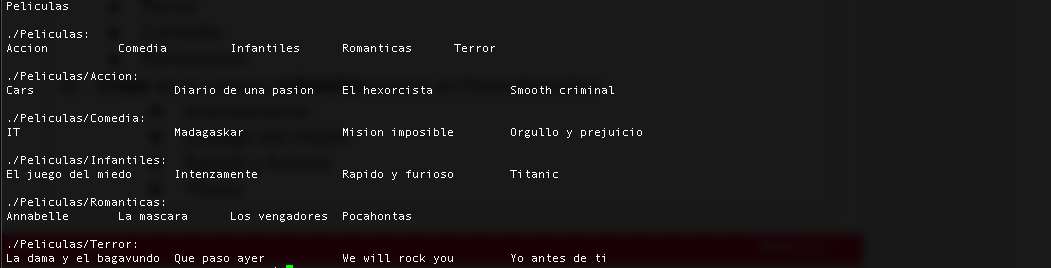 Peliculas
./Peliculas:
Accion Comedia Infantiles Romanticas Terror
./Peliculas/Accion:
Cars Diario de una pasion El hexorcista Smooth criminal
./Peliculas/Comedia:
IT Madagaskar Mision imposible Orgullo y prejuicio
./Peliculas/Infantiles:
El juego del miedo Intenzamente Rapido y furioso Titanic
./Peliculas/Romanticas:
Annabelle La mascara Los vengadores Pocahontas
./Peliculas/Terror:
La dama y el bagavundo Que paso ayer We will rock you Yo antes de ti